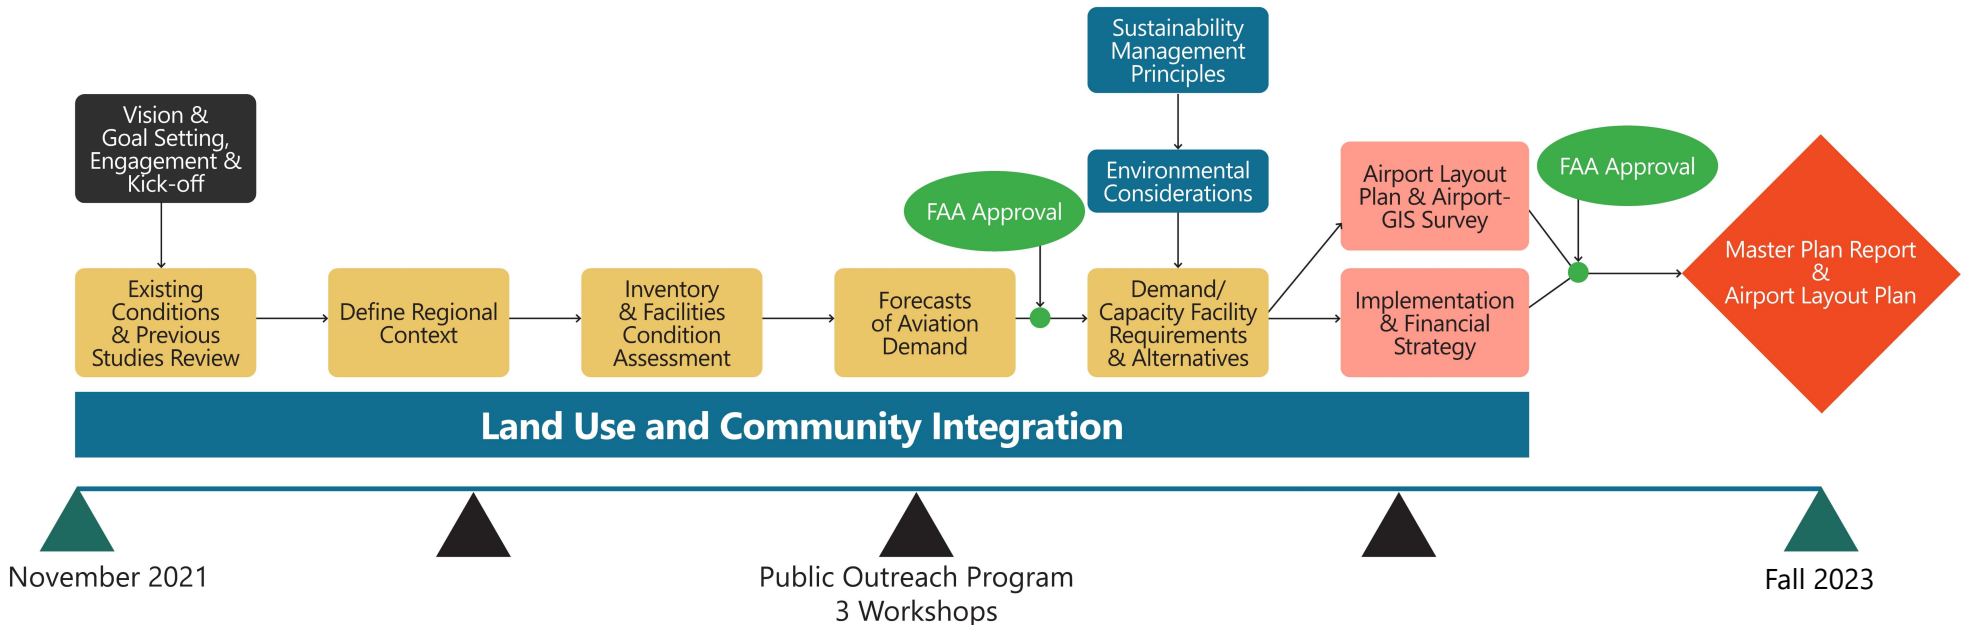 Sustainability
Management
Principles
Vision &
Goal Setting,
Engagement &
Kick-off
Environmental
Considerations
FAA Approval
Airport Layout
Plan & Airport-
GIS Survey
FAA Approval
Existing
Conditions
& Previous
Studies Review
Define Regional
Context
Inventory
& Facilities
Condition
Assessment
Forecasts
of Aviation
Demand
Demand/
Capacity Facility
Requirements
& Alternatives
Implementation
& Financial
Strategy
Master Plan Report
&
Airport Layout Plan
Land Use and Community Integration
November 2021
Public Outreach Program
3 Workshops
Fall 2023